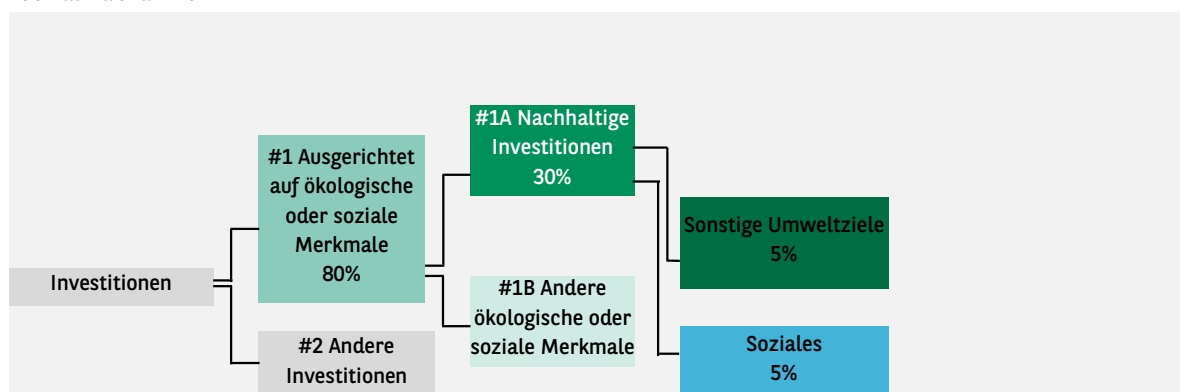 #1A Nachhaltige
Investitionen
30%
#1 Ausgerichtet
auf ökologische
oder soziale
Merkmale
80%
Sonstige Umweltziele
5%
Investitionen
#1B Andere
ökologische oder
soziale Merkmale
#2 Andere
Investitionen
Soziales
5%